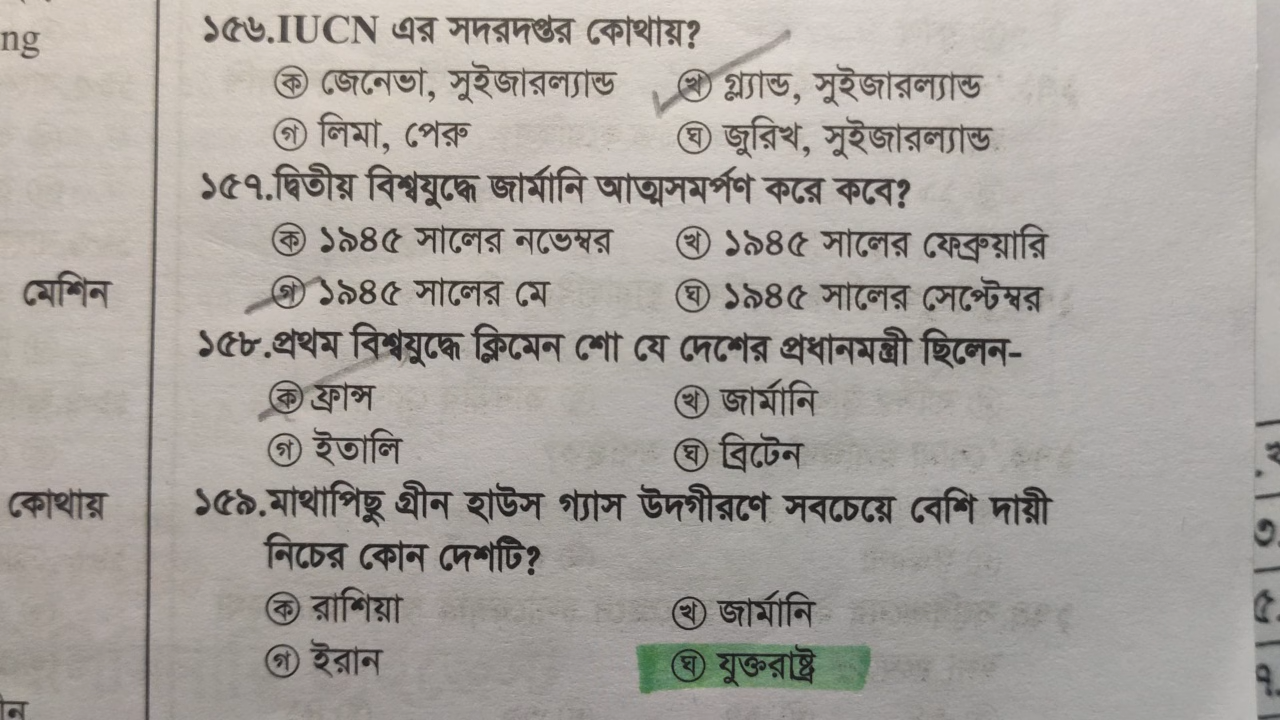 ng
১৫৬.IUCN এর সদরদপ্তর কোথায়?
ক জেনেভা, সুইজারল্যান্ড খ গ্ল্যান্ড, সুইজারল্যান্ড
গ লিমা, পেরু ঘ জুরিখ, সুইজারল্যান্ড
১৫৭.দ্বিতীয় বিশ্বযুদ্ধে জার্মানি আত্মসমর্পণ করে কবে?
ক ১৯৪৫ সালের নভেম্বর খ ১৯৪৫ সালের ফেব্রুয়ারি
মেশিন
গ ১৯৪৫ সালের মে ঘ ১৯৪৫ সালের সেপ্টেম্বর
১৫৮.প্রথম বিশ্বযুদ্ধে ক্লিমেন শো যে দেশের প্রধানমন্ত্রী ছিলেন-
ক ফ্রান্স খ জার্মানি
গ ইতালি ঘ ব্রিটেন
কোথায়
১৫৯.মাথাপিছু গ্রীন হাউস গ্যাস উদগীরণে সবচেয়ে বেশি দায়ী
নিচের কোন দেশটি?
ক রাশিয়া খ জার্মানি
গ ইরান ঘ যুক্তরাষ্ট্র